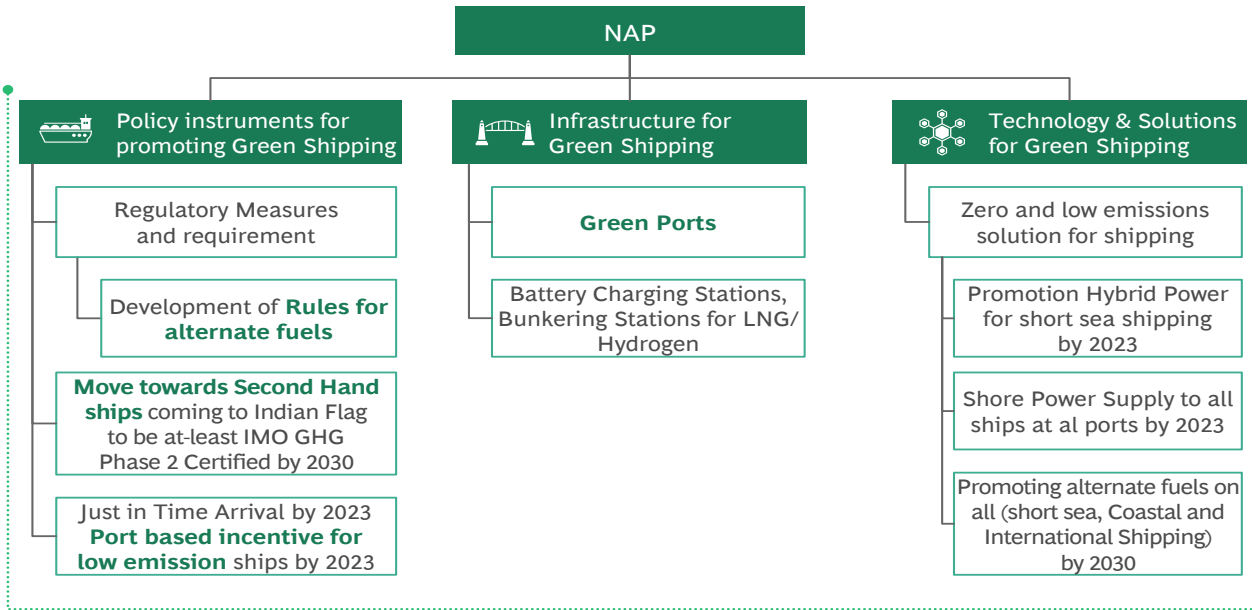 NAP
Policy instruments for
promoting Green Shipping
Regulatory Measures
and requirement
Development of Rules for
alternate fuels
Move towards Second Hand
ships coming to Indian Flag
to be at-least IMO GHG
Phase 2 Certified by 2030
Just in Time Arrival by 2023
Port based incentive for
low emission ships by 2023
Infrastructure for
Green Shipping
Green Ports
Battery Charging Stations,
Bunkering Stations for LNG/
Hydrogen
Technology & Solutions
for Green Shipping
Zero and low emissions
solution for shipping
Promotion Hybrid Power
for short sea shipping
by 2023
Shore Power Supply to all
ships at al ports by 2023
Promoting alternate fuels on
all (short sea, Coastal and
International Shipping)
by 2030